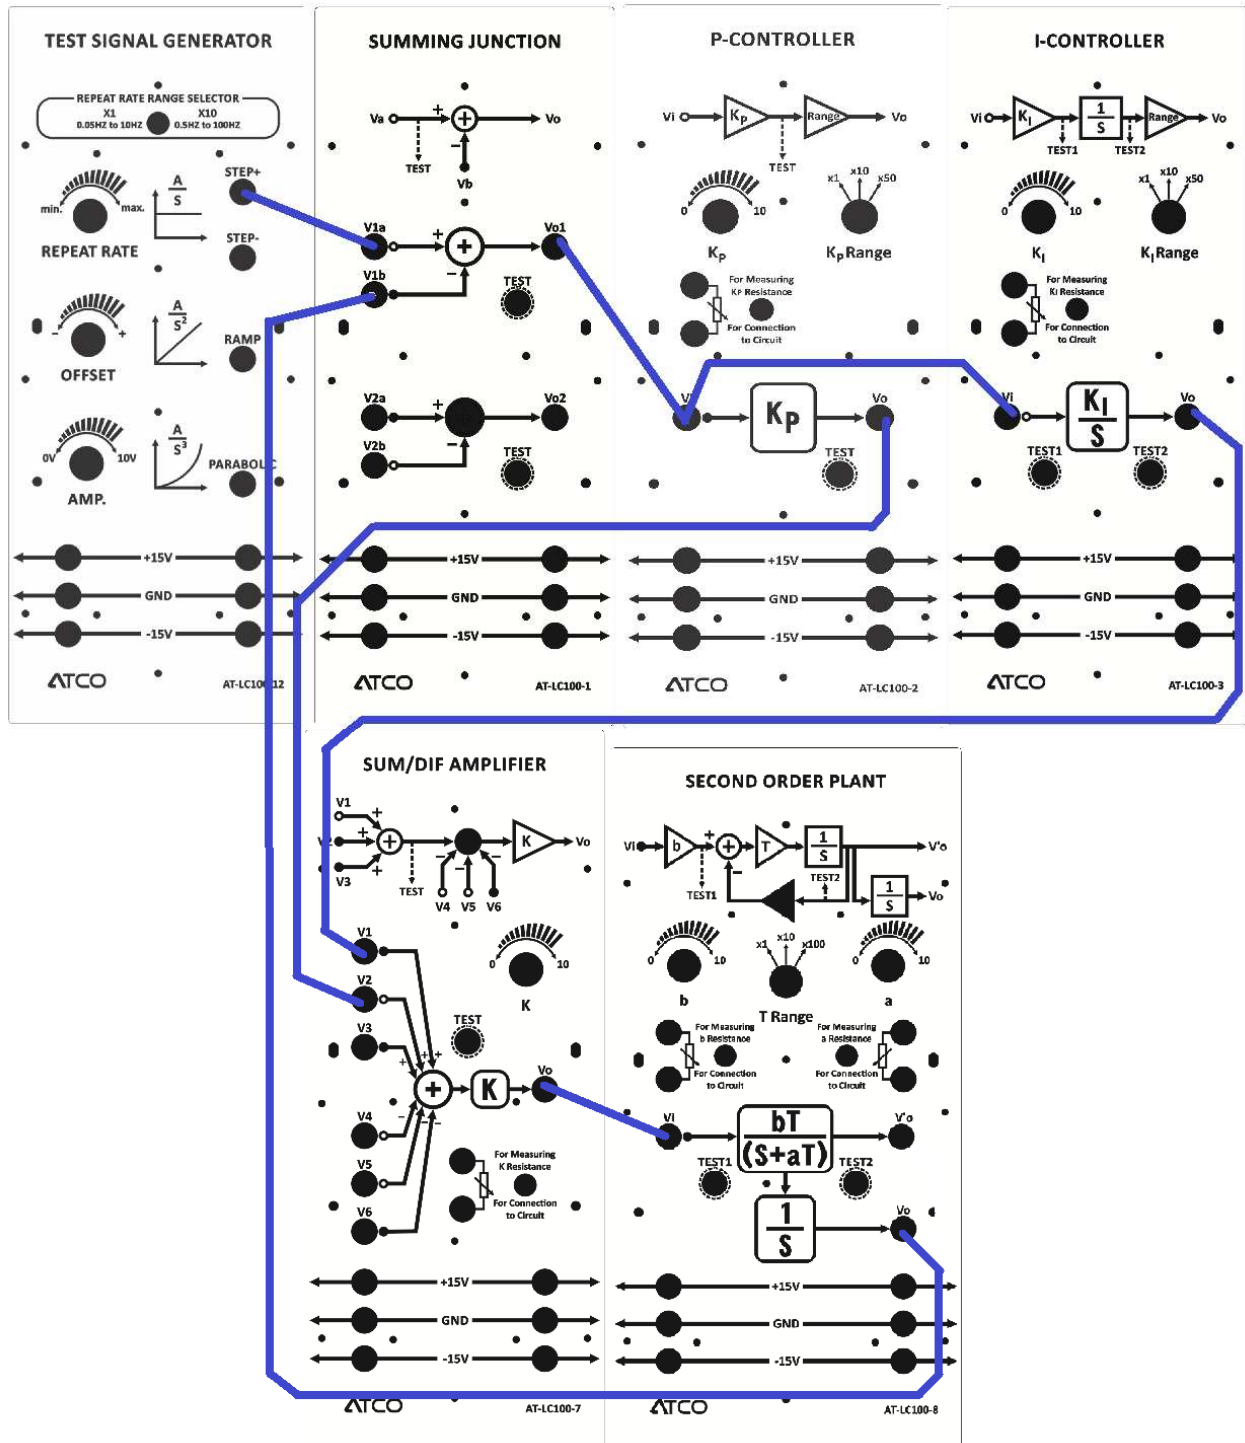 TEST SIGNAL GENERATOR
REPEAT RATE RANGE SELECTOR
X1
X10
0.05HZ to 10HZ
0.5HZ to 100HZ
STEP+
min.
max.
A
S
REPEAT RATE
STEP-
-
+
A
S²
OFFSET
RAMP
0V
10V
A
S³
AMP.
PARABOLIC
+15V
GND
-15V
ATCO
AT-LC100-12
SUMMING JUNCTION
Va
+
+
Vo
-
TEST
Vb
V1a
+
+
Vo1
V1b
-
TEST
V2a
+
Vo2
V2b
-
TEST
+15V
GND
-15V
ATCO
AT-LC100-1
P-CONTROLLER
Vi
KP
Range
Vo
TEST
x1
x10
x50
0
10
KP
KP Range
For Measuring
KP Resistance
For Connection
to Circuit
KP
Vo
TEST
+15V
GND
-15V
ATCO
AT-LC100-2
I-CONTROLLER
Vi
KI
1
S
Range
Vo
TEST1
TEST2
x1
x10
x50
0
10
KI
KI Range
For Measuring
KI Resistance
For Connection
to Circuit
Vi
KI
S
Vo
TEST1
TEST2
+15V
GND
-15V
ATCO
AT-LC100-3
SUM/DIF AMPLIFIER
V1
+
V2
+
+
V3
+
K
Vo
TEST
-
-
-
V4
V5
V6
0
10
K
V1
V2
V3
TEST
+
+
+
+
K
Vo
V4
-
-
-
V5
V6
For Measuring
K Resistance
For Connection
to Circuit
+15V
GND
-15V
ATCO
AT-LC100-7
SECOND ORDER PLANT
Vi
b
+
+
T
1
S
V'o
-
TEST1
TEST2
1
S
Vo
0
10
b
x1
x10
x100
T Range
0
10
a
For Measuring
b Resistance
For Connection
to Circuit
For Measuring
a Resistance
For Connection
to Circuit
Vi
bT
(S+aT)
V'o
TEST1
TEST2
1
S
Vo
+15V
GND
-15V
ATCO
AT-LC100-8